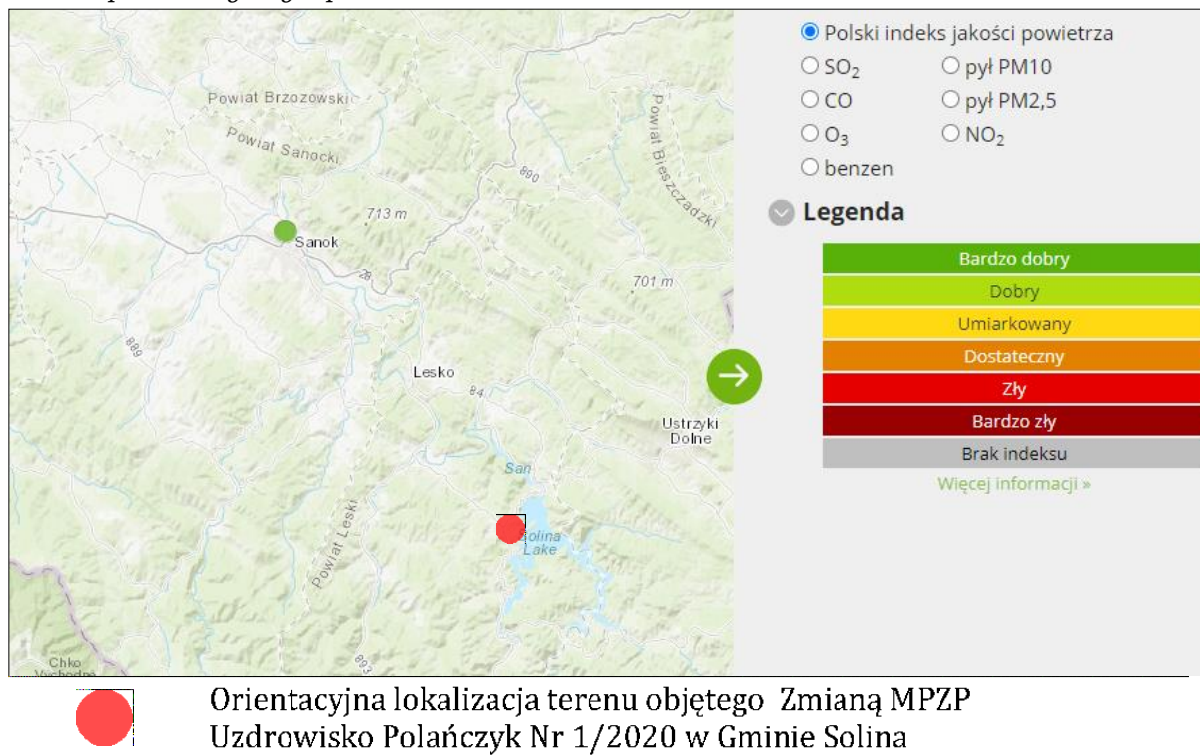 Powiat Brzozowski
Powiat Sanocki
Powiat Bieszczadzki
890
713 m
Sanok
28
701 m
889
Lesko
84
Ustrzyki
Dolne
San
Solina
Lake
Powiat Leski
893
Chko
Polski indeks jakości powietrza
SO₂ pył PM10
CO pył PM2,5
O₃ NO₂
benzen
Legenda
Bardzo dobry
Dobry
Umiarkowany
Dostateczny
Zły
Bardzo zły
Brak indeksu
Więcej informacji »
Orientacyjna lokalizacja terenu objętego Zmianą MPZP
Uzdrowisko Polańczyk Nr 1/2020 w Gminie Solina